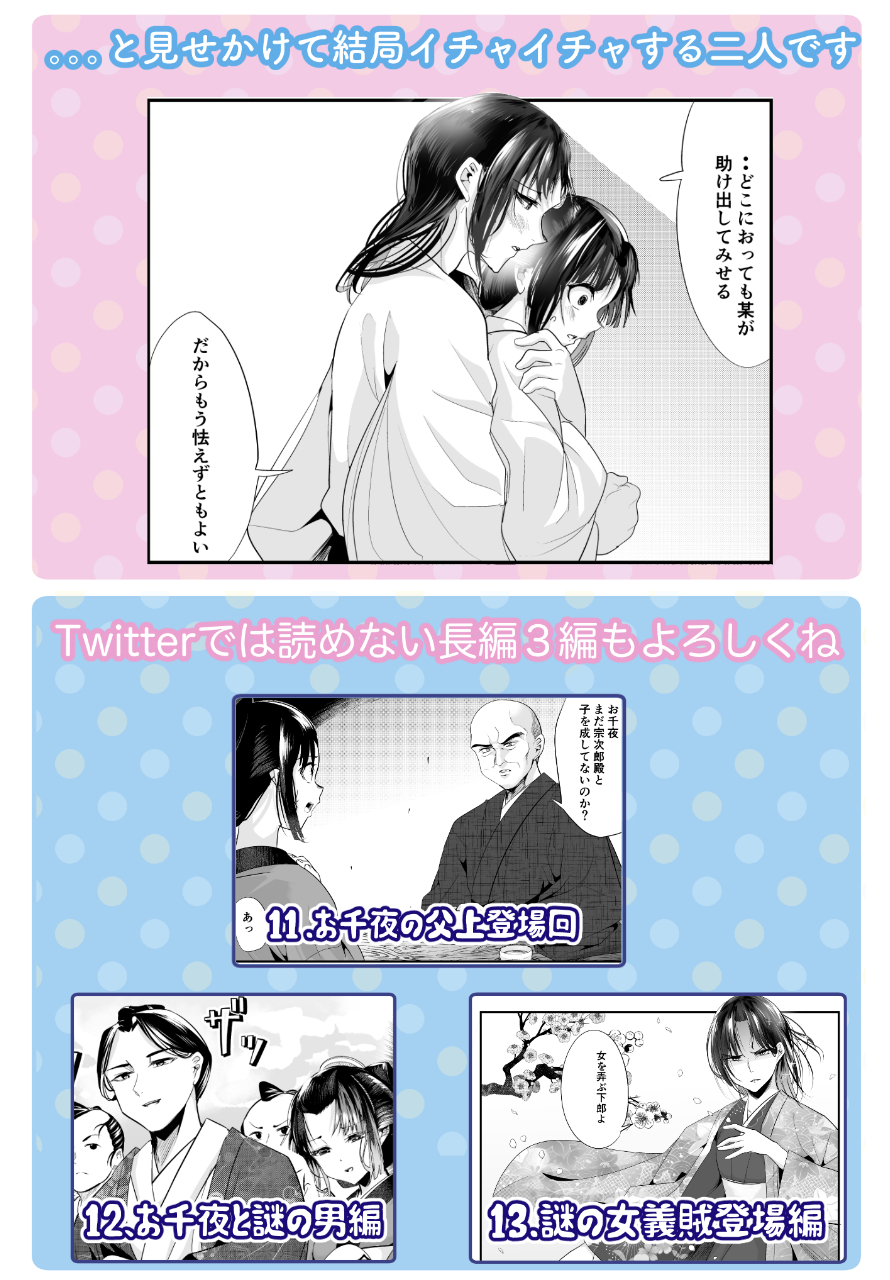 。。。と見せかけて結局イチャイチャする二人です
：どこにおっても某が
助け出してみせる
だからもう怯えずともよい
Twitterでは読めない長編３編もよろしくね
お千夜
まだ宗次郎殿と
子を成してないのか？
あっ
11.お千夜の父上登場回
ザッ
12、お千夜と謎の男編
女を弄ぶ下郎よ
13.謎の女義賊登場編